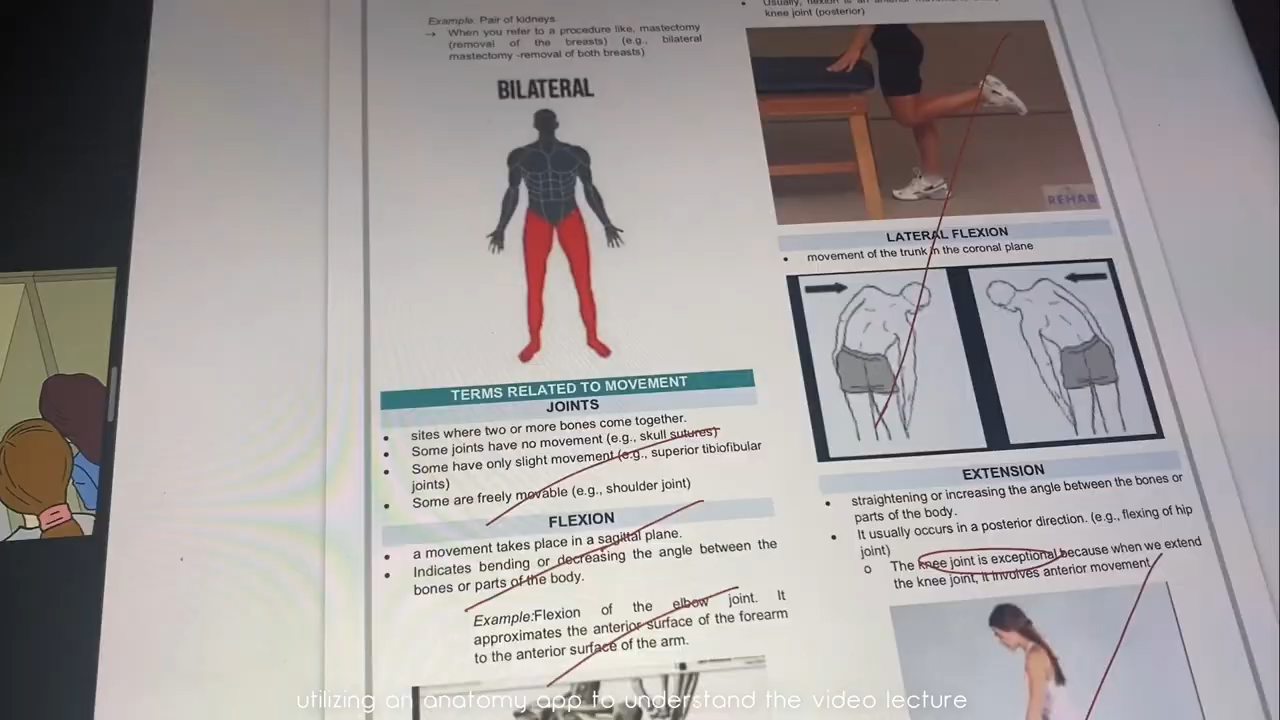 Example: Pair of kidneys
→ When you refer to a procedure like, mastectomy
(removal of the breasts) (e.g., bilateral
mastectomy -removal of both breasts)
BILATERAL
TERMS RELATED TO MOVEMENT
JOINTS
• sites where two or more bones come together.
• Some joints have no movement (e.g., skull sutures)
• Some have only slight movement (e.g., superior tibiofibular
joints)
• Some are freely movable (e.g., shoulder joint)
FLEXION
• a movement takes place in a sagittal plane.
• Indicates bending or decreasing the angle between the
bones or parts of the body.
Example:Flexion of the elbow joint. It
approximates the anterior surface of the forearm
to the anterior surface of the arm.
knee joint (posterior)
REHAB
LATERAL FLEXION
• movement of the trunk in the coronal plane
EXTENSION
• straightening or increasing the angle between the bones or
parts of the body.
• It usually occurs in a posterior direction. (e.g., flexing of hip
joint)
o The knee joint is exceptional because when we extend
the knee joint, it involves anterior movement
utilizing an anatomy app to understand the video lecture